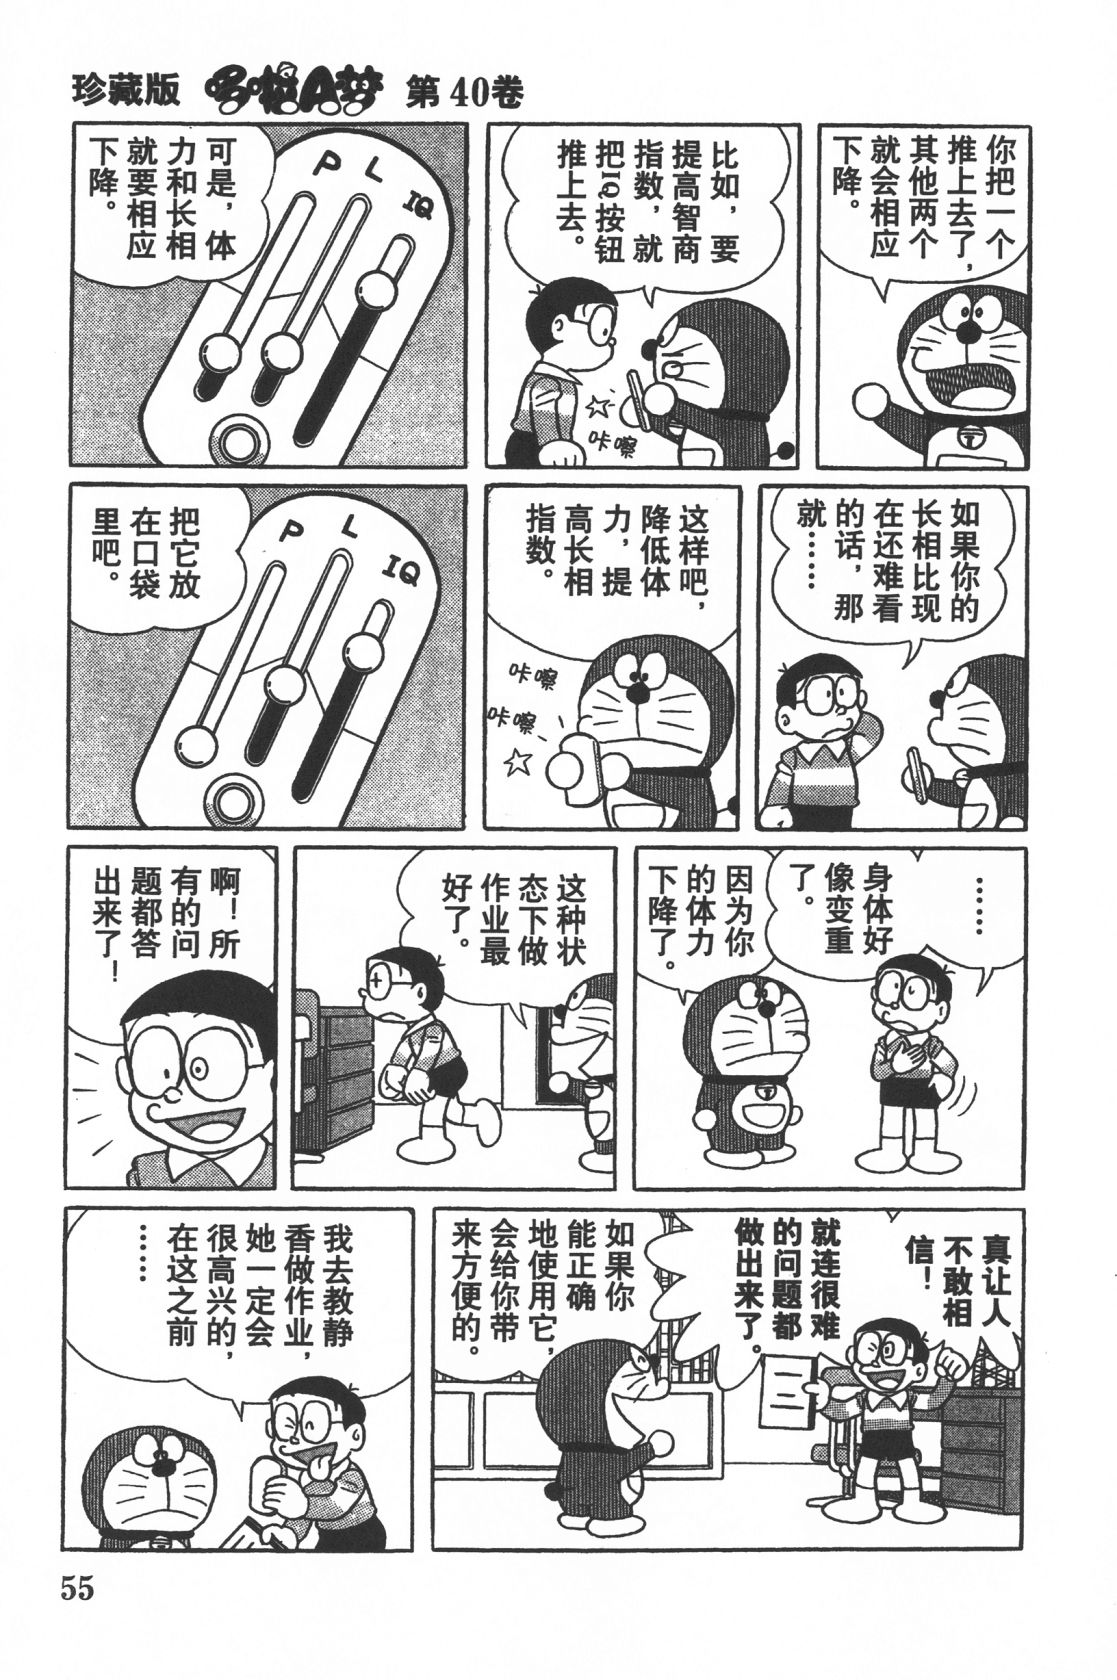 珍藏版 哆啦A梦 第40卷
你把一个
推上去了,
其他两个
就会相应
下降。
比如,要
提高智商
指数,就
把IQ按钮
推上去。
咔嚓
可是,体
力和长相
就要相应
下降。
P L IQ
如果你的
长相比现
在还难看
的话,那
就……
这样吧,
降低体
力,提
高长相
指数。
咔嚓
咔嚓
把它放
在口袋
里吧。
P L IQ
……
身体好
像变重
了。
因为你
的体力
下降了。
这种状
态下做
作业最
好了。
啊!所
有的问
题都答
出来了!
真让人
不敢相
信!
就连很难
的问题都
做出来了。
如果你
能正确
地使用它,
会给你带
来方便的。
我去教静
香做作业,
她一定会
很高兴的,
在这之前
……
55